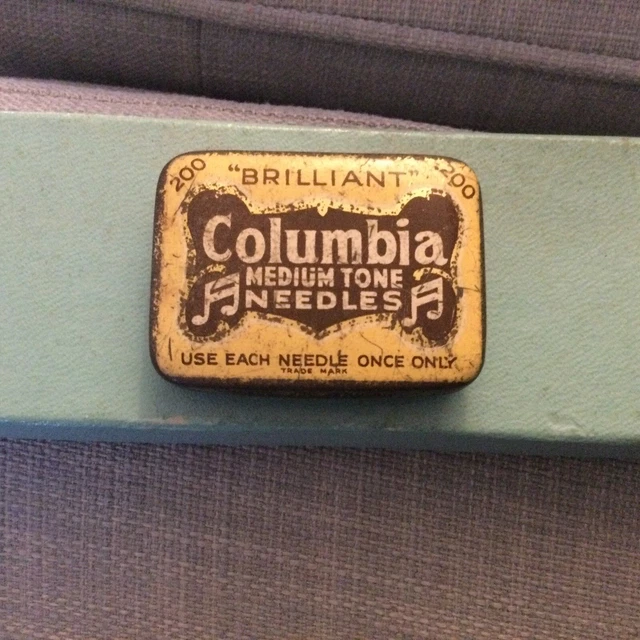 200 "BRILLIANT" 200
Columbia
MEDIUM TONE
NEEDLES
USE EACH NEEDLE ONCE ONLY
TRADE MARK